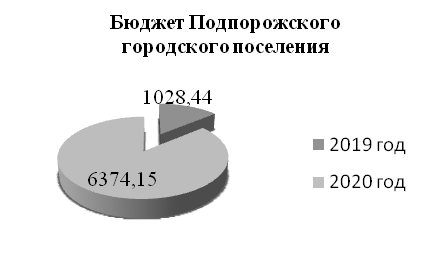 Бюджет Подпорожского
городского поселения
1028,44
6374,15
2019 год
2020 год